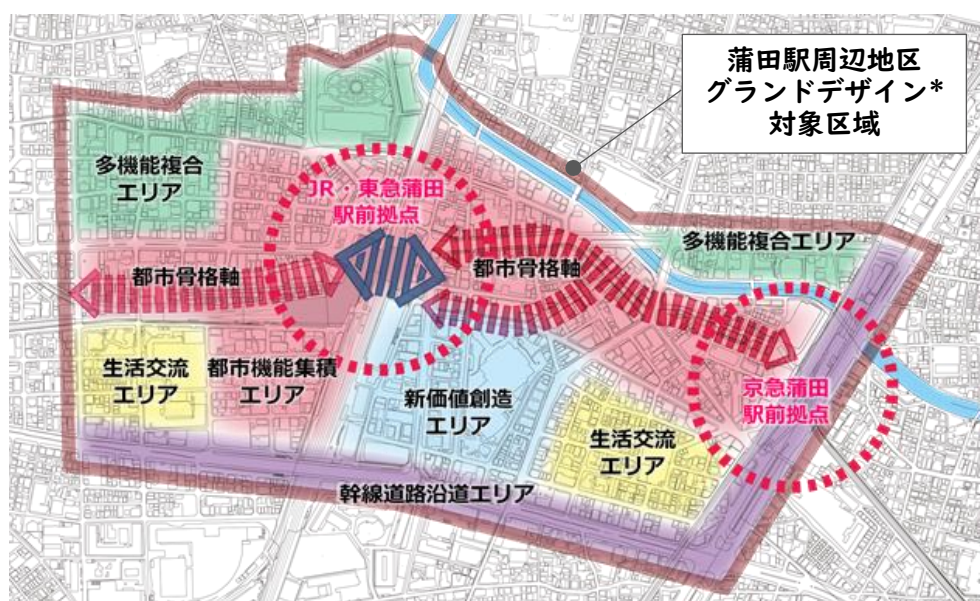 蒲田駅周辺地区
グランドデザイン*
対象区域
多機能複合
エリア
JR・東急蒲田
駅前拠点
多機能複合エリア
都市骨格軸
都市骨格軸
生活交流
エリア
都市機能集積
エリア
新価値創造
エリア
京急蒲田
駅前拠点
生活交流
エリア
幹線道路沿道エリア